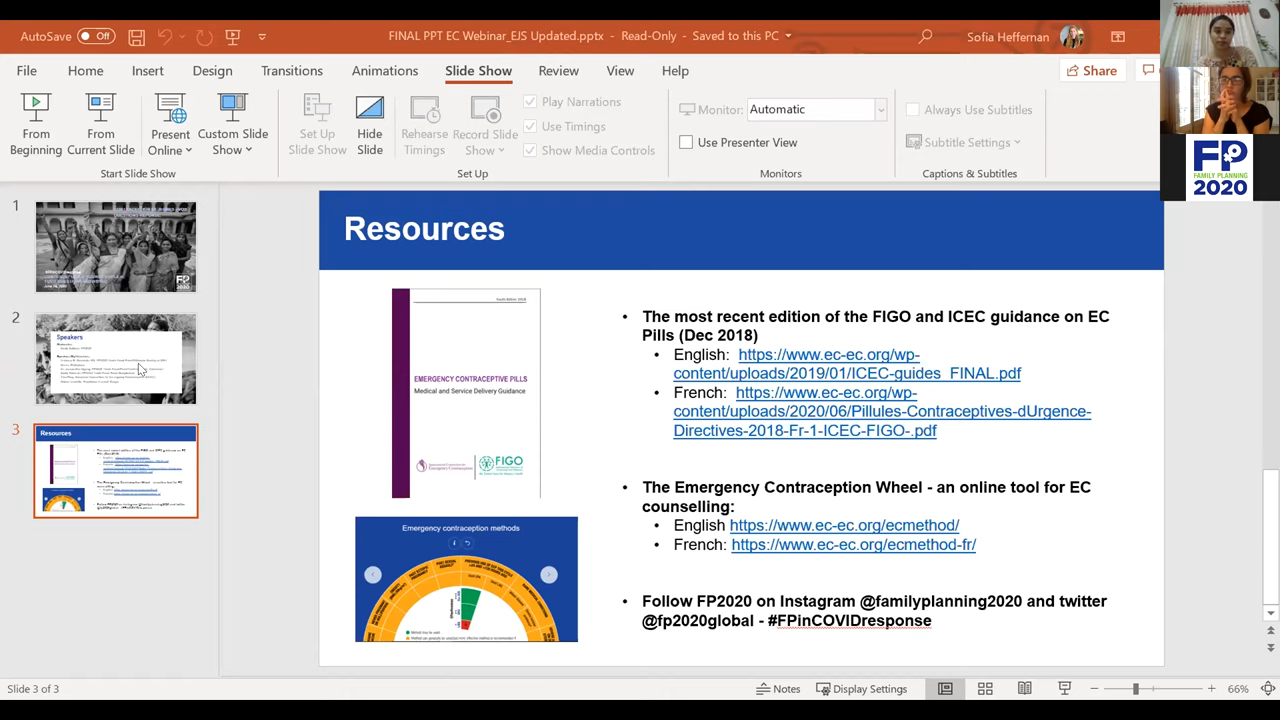 AutoSave
Off
FINAL PPT EC Webinar_EJS Updated.pptx - Read-Only - Saved to this PC
Sofia Heffernan
File
Home
Insert
Design
Transitions
Animations
Slide Show
Review
View
Help
Share
From
Beginning
From
Current Slide
Present
Online
Custom Slide
Show
Start Slide Show
Set Up
Slide Show
Hide
Slide
Rehearse
Timings
Record Slide
Show
Play Narrations
Use Timings
Show Media Controls
Set Up
Monitor:
Automatic
Use Presenter View
Monitors
Always Use Subtitles
Subtitle Settings
Captions & Subtitles
FP
FAMILY PLANNING
2020
1
FP
2020
2
Speakers
3
Resources
Resources
EMERGENCY CONTRACEPTIVE PILLS
Medical and Service Delivery Guidance
FIGO
Emergency contraception methods
• The most recent edition of the FIGO and ICEC guidance on EC
Pills (Dec 2018)
• English: https://www.ec-ec.org/wp-
content/uploads/2019/01/ICEC-guides_FINAL.pdf
• French: https://www.ec-ec.org/wp-
content/uploads/2020/06/Pillules-Contraceptives-dUrgence-
Directives-2018-Fr-1-ICEC-FIGO-.pdf
• The Emergency Contraception Wheel - an online tool for EC
counselling:
• English https://www.ec-ec.org/ecmethod/
• French: https://www.ec-ec.org/ecmethod-fr/
• Follow FP2020 on Instagram @familyplanning2020 and twitter
@fp2020global - #FPinCOVIDresponse
Slide 3 of 3
Notes
Display Settings
66%